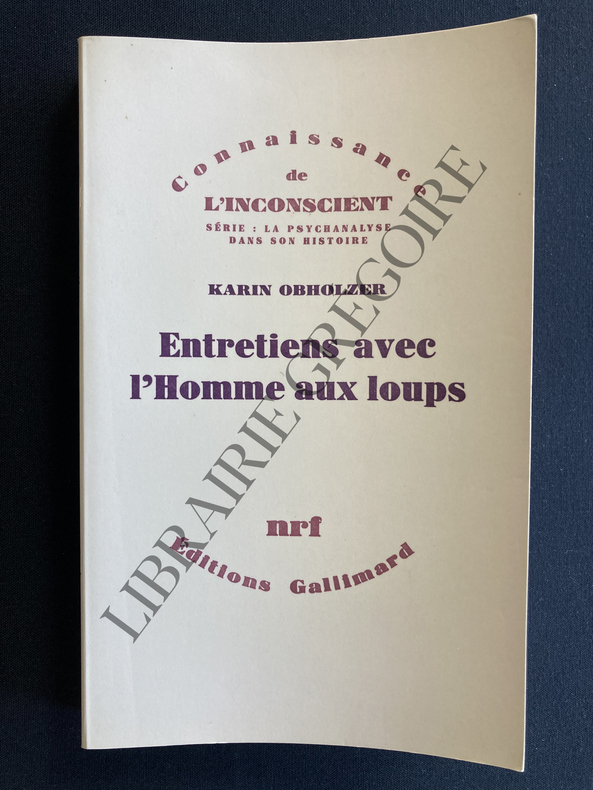 Connaissance
de
L'INCONSCIENT
SÉRIE : LA PSYCHANALYSE
DANS SON HISTOIRE
KARIN OBHOLZER
Entretiens avec
l'Homme aux loups
nrf
Éditions Gallimard
LIBRAIRIE GREGOIRE